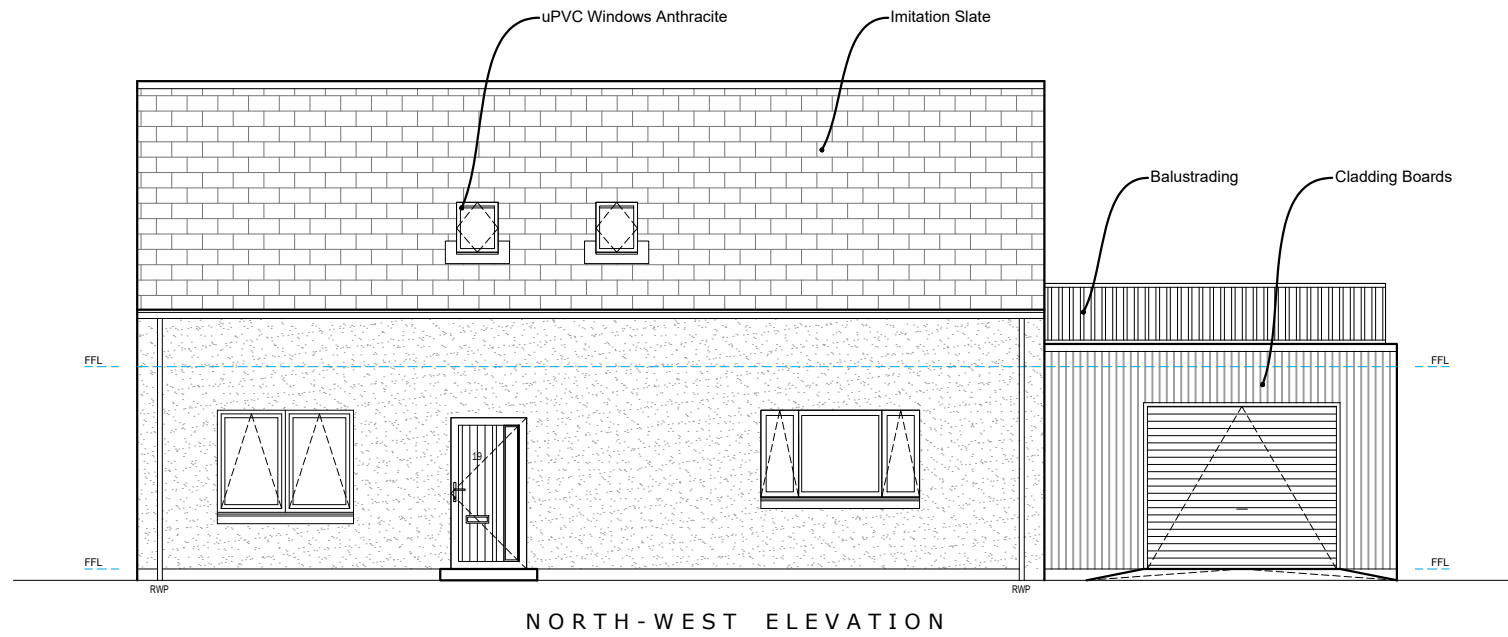 uPVC Windows Anthracite
Imitation Slate
Balustrading
Cladding Boards
FFL
FFL
19
FFL
FFL
RWP
RWP
NORTH-WEST ELEVATION